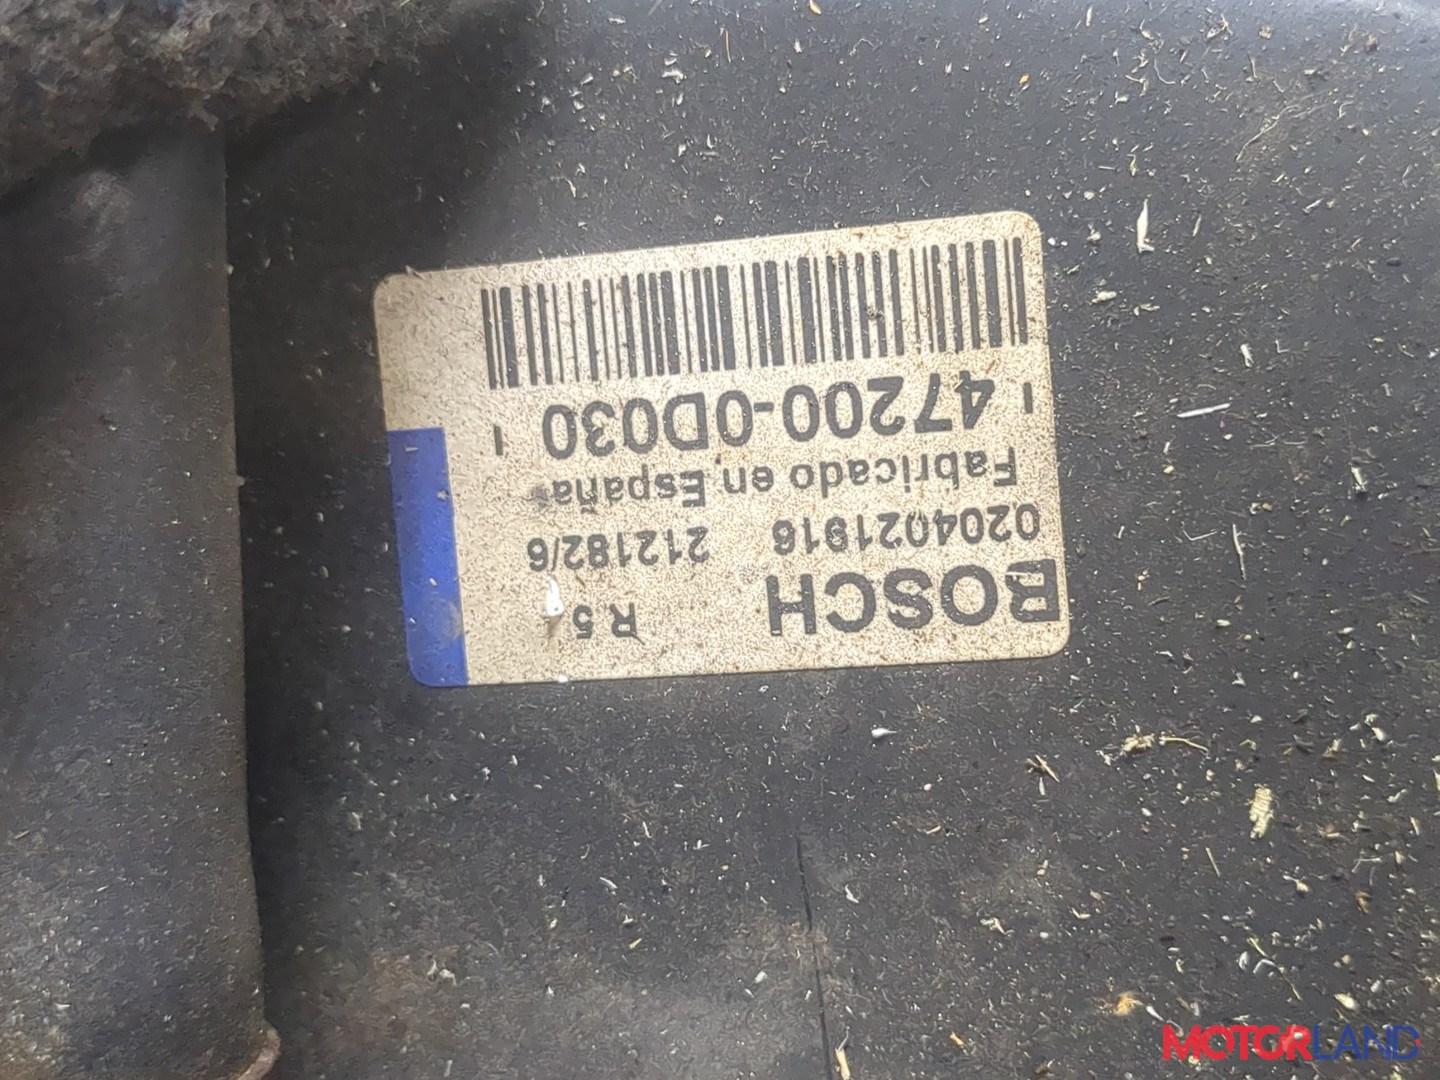 BOSCH R 5
0204021916 212182/6
Fabricado en España
47200-0D030
MOTORLAND